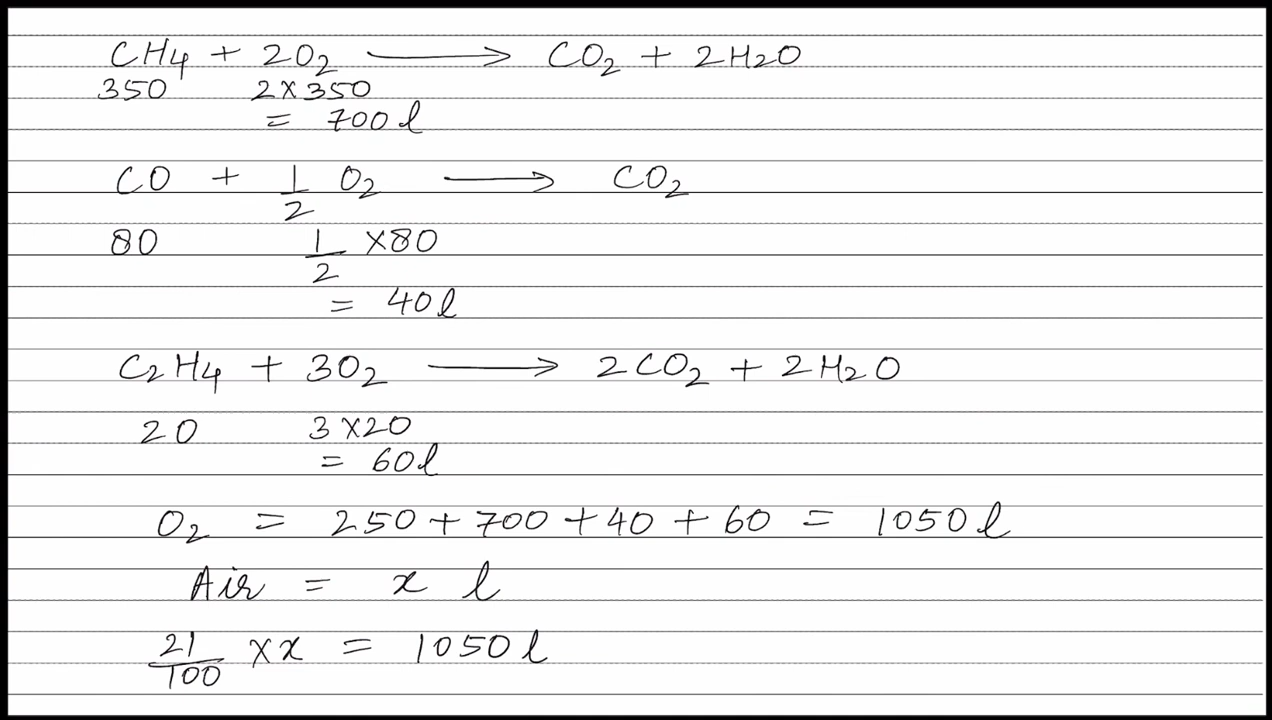 CH4 + 2O2 ⟶ CO2 + 2H2O
350 2×350
= 700 l
CO + 1/2 O2 ⟶ CO2
80 1/2 ×80
= 40 l
C2H4 + 3O2 ⟶ 2CO2 + 2H2O
20 3×20
= 60 l
O2 = 250 + 700 + 40 + 60 = 1050 l
Air = x l
21/100 × x = 1050 l